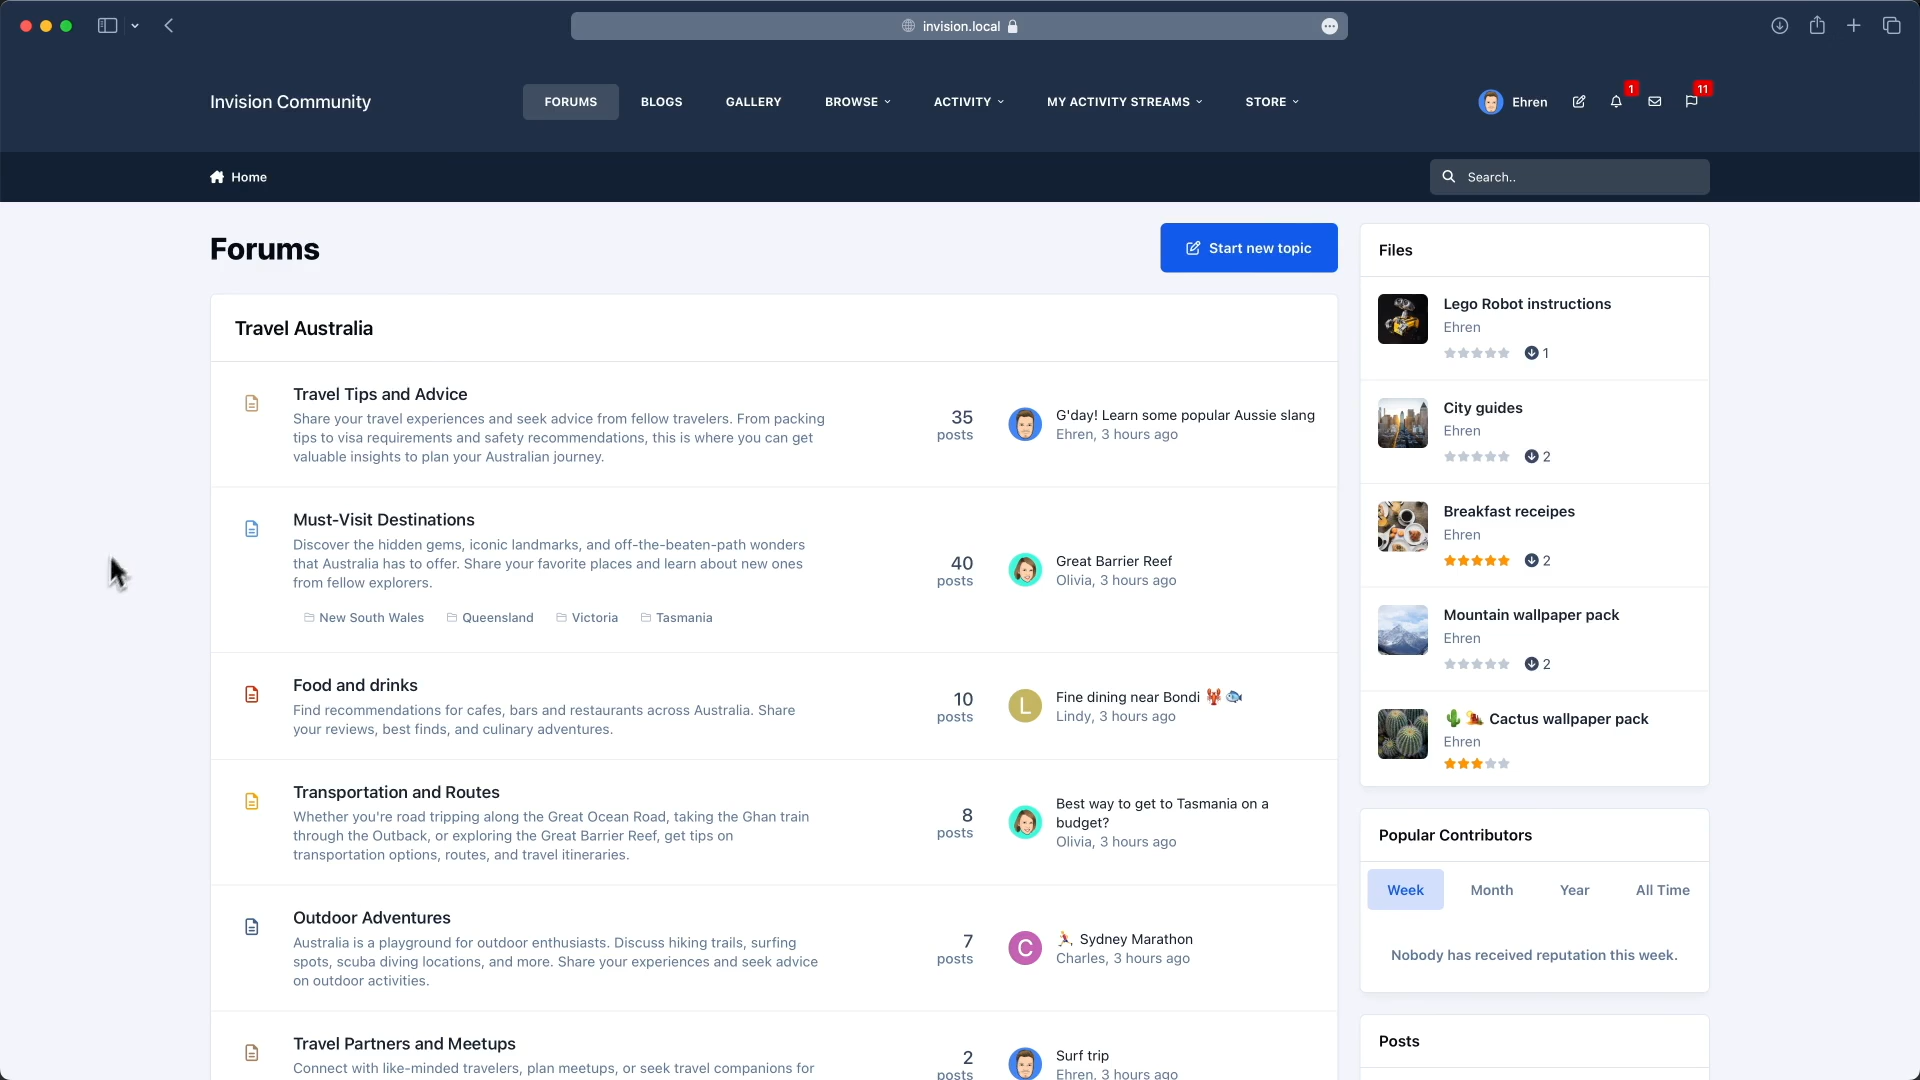 invision.local
Invision Community
FORUMS
BLOGS
GALLERY
BROWSE
ACTIVITY
MY ACTIVITY STREAMS
STORE
Ehren
1
11
Home
Search..
Forums
Start new topic
Travel Australia
Travel Tips and Advice
Share your travel experiences and seek advice from fellow travelers. From packing
tips to visa requirements and safety recommendations, this is where you can get
valuable insights to plan your Australian journey.
35
posts
G'day! Learn some popular Aussie slang
Ehren, 3 hours ago
Must-Visit Destinations
Discover the hidden gems, iconic landmarks, and off-the-beaten-path wonders
that Australia has to offer. Share your favorite places and learn about new ones
from fellow explorers.
New South Wales
Queensland
Victoria
Tasmania
40
posts
Great Barrier Reef
Olivia, 3 hours ago
Food and drinks
Find recommendations for cafes, bars and restaurants across Australia. Share
your reviews, best finds, and culinary adventures.
10
posts
L
Fine dining near Bondi 🦞 🐟
Lindy, 3 hours ago
Transportation and Routes
Whether you're road tripping along the Great Ocean Road, taking the Ghan train
through the Outback, or exploring the Great Barrier Reef, get tips on
transportation options, routes, and travel itineraries.
8
posts
Best way to get to Tasmania on a
budget?
Olivia, 3 hours ago
Outdoor Adventures
Australia is a playground for outdoor enthusiasts. Discuss hiking trails, surfing
spots, scuba diving locations, and more. Share your experiences and seek advice
on outdoor activities.
7
posts
C
Sydney Marathon
Charles, 3 hours ago
Travel Partners and Meetups
Connect with like-minded travelers, plan meetups, or seek travel companions for
2
posts
Surf trip
Ehren, 3 hours ago
Files
Lego Robot instructions
Ehren
1
City guides
Ehren
2
Breakfast receipes
Ehren
2
Mountain wallpaper pack
Ehren
2
🌵 🐪 Cactus wallpaper pack
Ehren
Popular Contributors
Week
Month
Year
All Time
Nobody has received reputation this week.
Posts